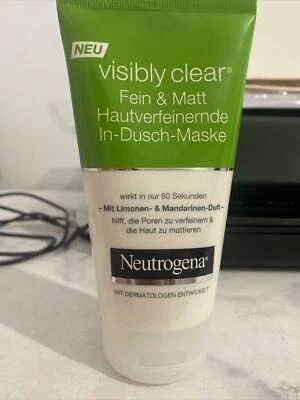 NEU
visibly clear®
Fein & Matt
Hautverfeinernde
In-Dusch-Maske
wirkt in nur 60 Sekunden
- Mit Limonen- & Mandarinen-Duft -
hilft, die Poren zu verfeinern &
die Haut zu mattieren
Neutrogena®
MIT DERMATOLOGEN ENTWICKELT